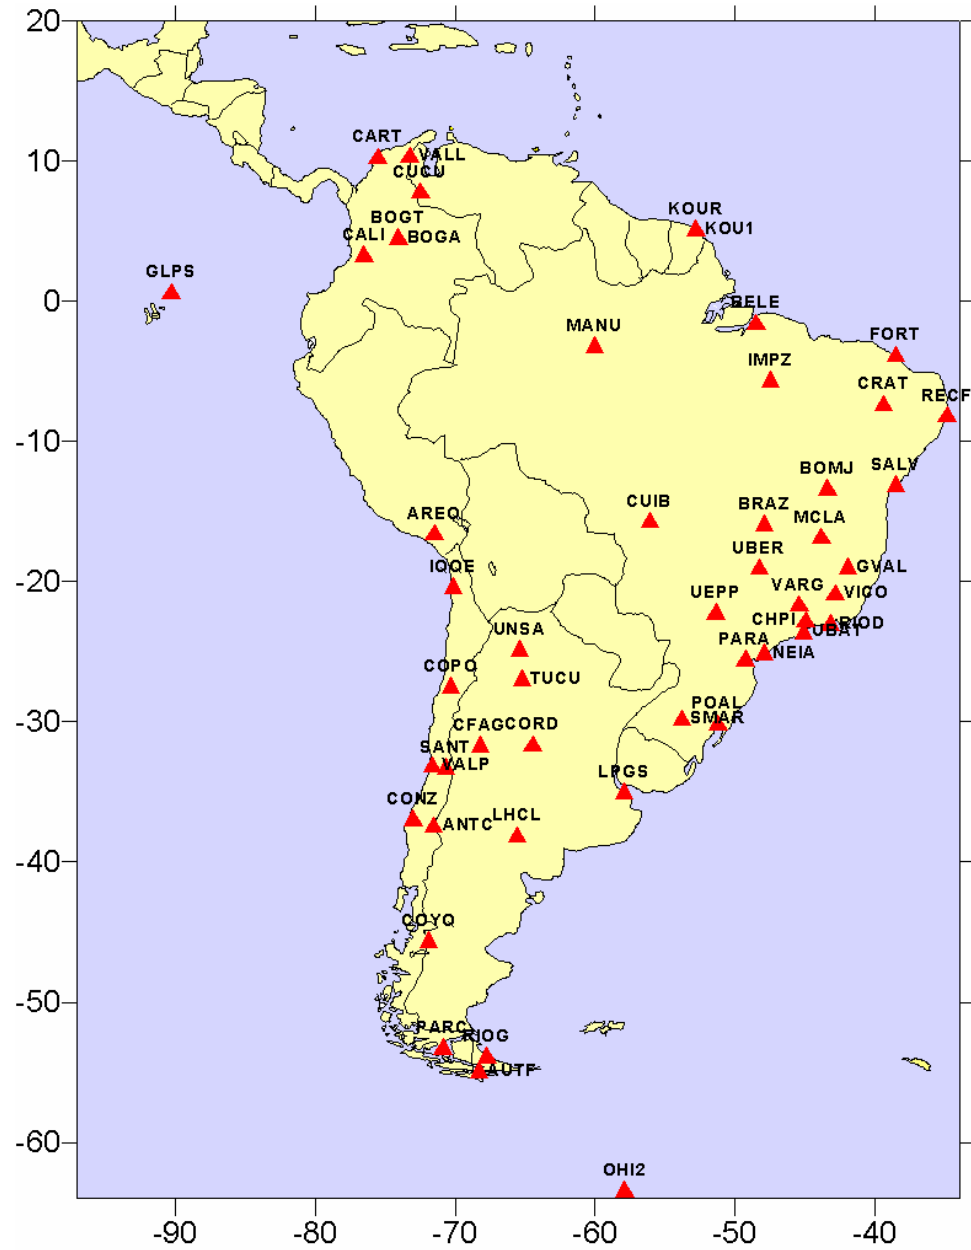 20
CART
10
VALL
CUCU
KOUR
BOGT
KOU1
CALI
BOGA
GLPS
0
BELE
MANU
FORT
IMPZ
CRAT
RECF
-10
BOMJ
SALV
CUIB
BRAZ
AREQ
MCLA
UBER
IQQE
GVAL
-20
VARG
UEPP
VICO
CHPI
RIOD
UNSA
UBAT
PARA
NEIA
COPO
TUCU
POAL
-30
SMAR
CFAG
CORD
SANT
VALP
LPGS
CONZ
LHCL
ANTC
-40
COYQ
-50
PARC
RIOG
AUTF
-60
OHI2
-90 -80 -70 -60 -50 -40